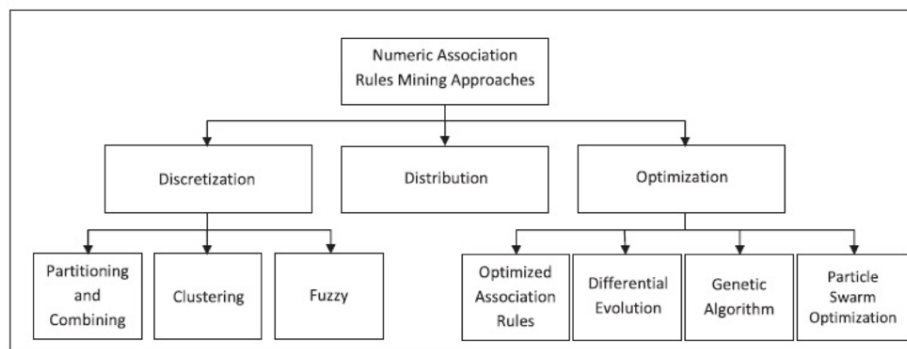 Numeric Association
Rules Mining Approaches
Discretization
Distribution
Optimization
Partitioning
and
Combining
Clustering
Fuzzy
Optimized
Association
Rules
Differential
Evolution
Genetic
Algorithm
Particle
Swarm
Optimization